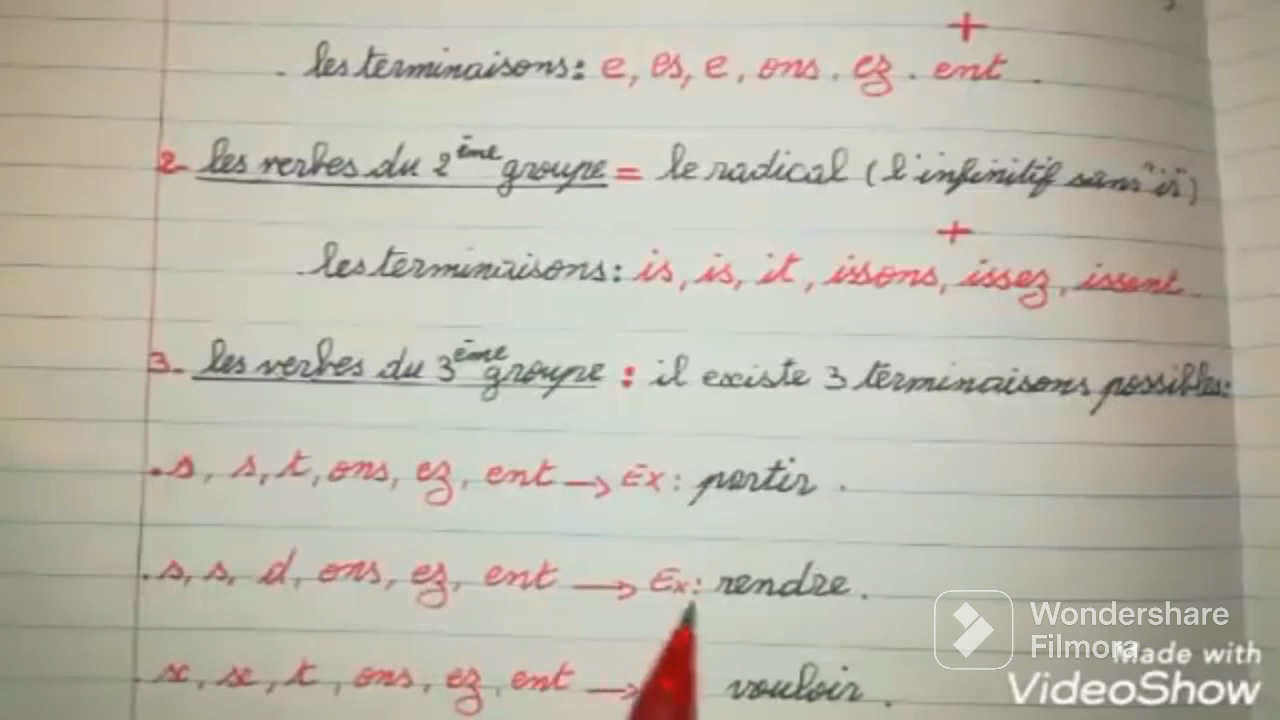 +
. les terminaisons: e, es, e, ons. ez. ent.
2- les verbes du 2ème groupe = le radical (l'infinitif sans "ir")
+
. les terminaisons: is, is, it, issons, issez, issent.
3. les verbes du 3ème groupe : il existe 3 terminaisons possibles:
. s, s, t, ons, ez, ent → Ex: partir.
. s, s, d, ons, ez, ent → Ex: rendre.
. x, x, t, ons, ez, ent → vouloir.
Wondershare
Filmora
Made with
VideoShow